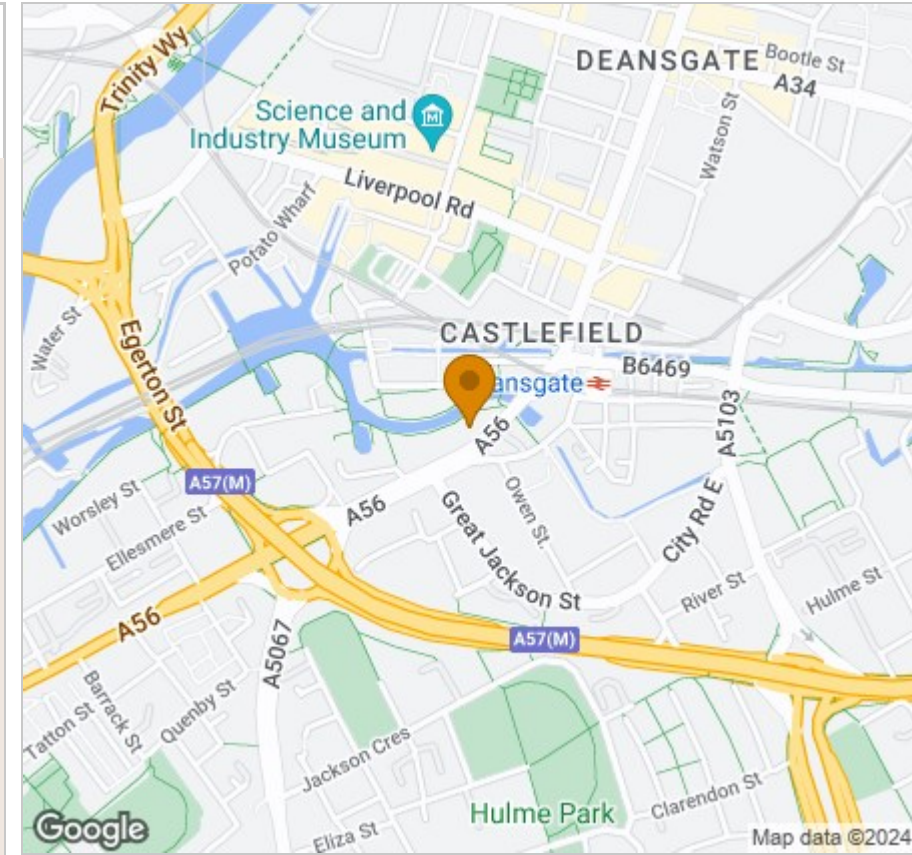 Trinity Wy
DEANSGATE
Bootle St
A34
Science and
Industry Museum
M
Watson St
Liverpool Rd
Potato Wharf
Water St
Egerton St
CASTLEFIELD
B6469
ansgate
A5103
A56
A57(M)
Worsley St
Ellesmere St
A56
Owen St.
Great Jackson St
City Rd E
River St
Hulme St
A56
A57(M)
A5067
Barrack St
Tatton St
Quenby St
Jackson Cres
Hulme Park
Clarendon St
Eliza St
Google
Map data ©2024